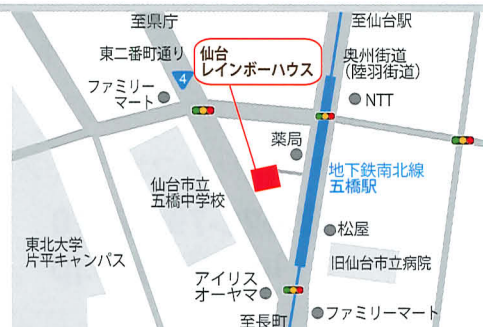 至県庁
至仙台駅
東二番町通り
仙台
レインボーハウス
奥州街道
(陸羽街道)
4
ファミリー
マート
NTT
薬局
地下鉄南北線
五橋駅
仙台市立
五橋中学校
松屋
東北大学
片平キャンパス
旧仙台市立病院
アイリス
オーヤマ
至長町
ファミリーマート